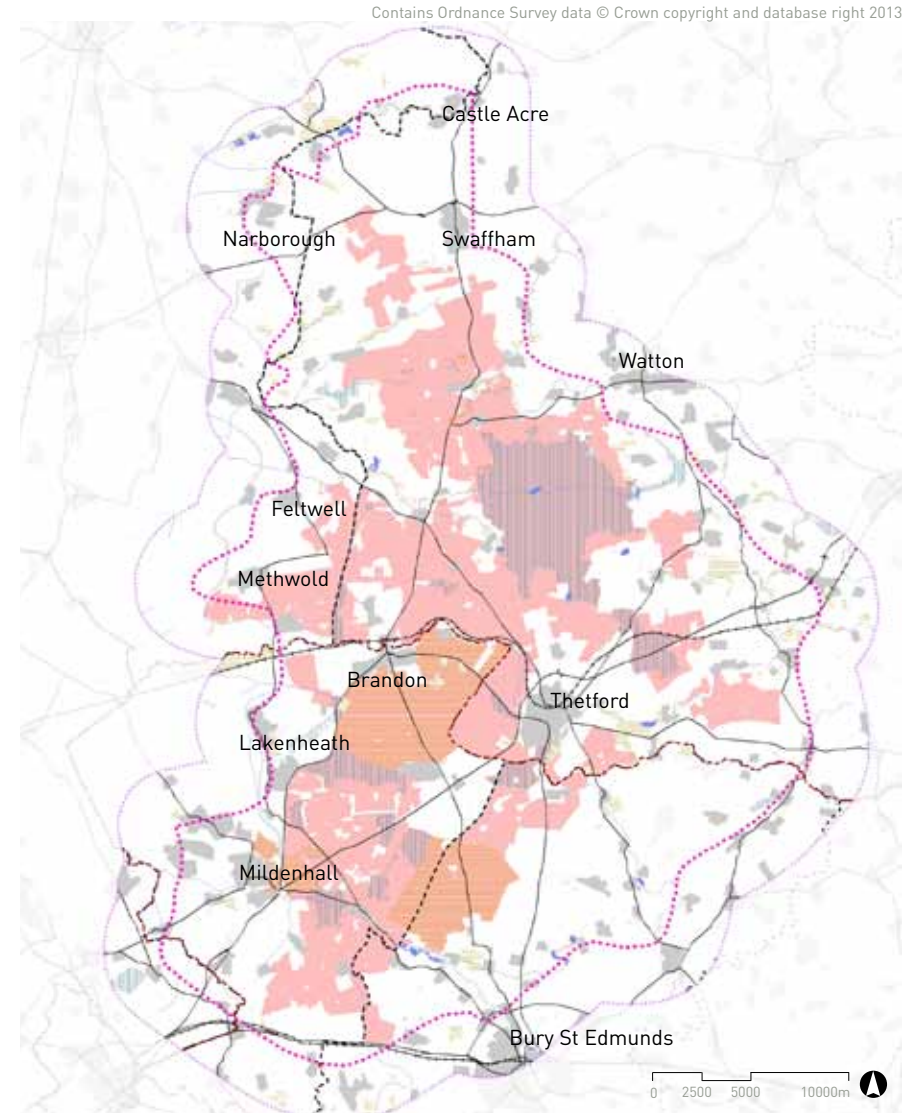 Contains Ordnance Survey data © Crown copyright and database right 2013
Castle Acre
Narborough
Swaffham
Watton
Feltwell
Methwold
Brandon
Thetford
Lakenheath
Mildenhall
Bury St Edmunds
0 2500 5000 10000m